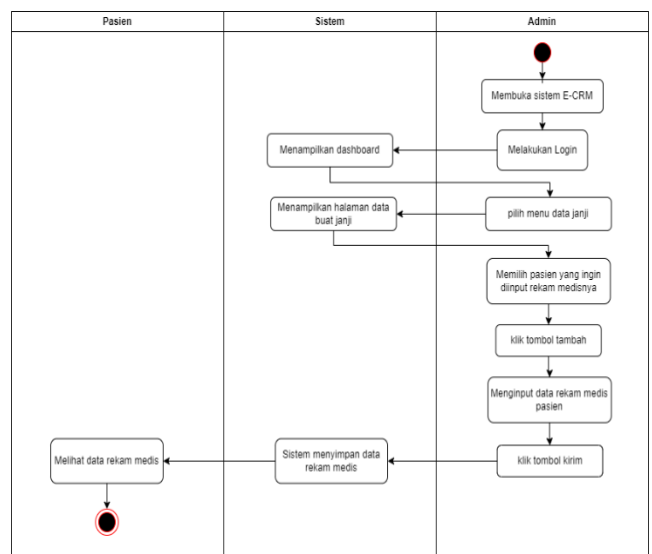 Pasien
Sistem
Admin
Membuka sistem E-CRM
Melakukan Login
Menampilkan dashboard
pilih menu data janji
Menampilkan halaman data
buat janji
Memilih pasien yang ingin
diinput rekam medisnya
klik tombol tambah
Menginput data rekam medis
pasien
klik tombol kirim
Sistem menyimpan data
rekam medis
Melihat data rekam medis